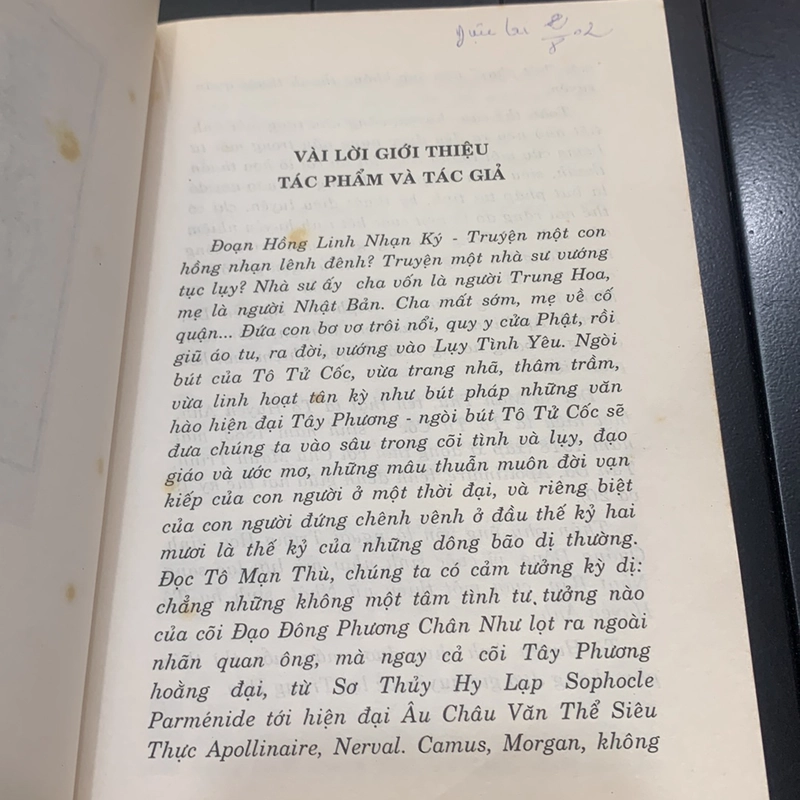 VÀI LỜI GIỚI THIỆU
TÁC PHẨM VÀ TÁC GIẢ
Đoạn Hồng Linh Nhạn Ký - Truyện một con
hồng nhạn lênh đênh? Truyện một nhà sư vướng
tục lụy? Nhà sư ấy cha vốn là người Trung Hoa,
mẹ là người Nhật Bản. Cha mất sớm, mẹ về cố
quận... Đứa con bơ vơ trôi nổi, quy y cửa Phật, rồi
giũ áo tu, ra đời, vướng vào Lụy Tình Yêu. Ngòi
bút của Tô Tử Cốc, vừa trang nhã, thâm trầm,
vừa linh hoạt tân kỳ như bút pháp những văn
hào hiện đại Tây Phương - ngòi bút Tô Tử Cốc sẽ
đưa chúng ta vào sâu trong cõi tình và lụy, đạo
giáo và ước mơ, những mâu thuẫn muôn đời vạn
kiếp của con người ở một thời đại, và riêng biệt
của con người đứng chênh vênh ở đầu thế kỷ hai
mươi là thế kỷ của những dông bão dị thường.
Đọc Tô Mạn Thù, chúng ta có cảm tưởng kỳ dị:
chẳng những không một tâm tình tư tưởng nào
của cõi Đạo Đông Phương Chân Như lọt ra ngoài
nhãn quan ông, mà ngay cả cõi Tây Phương
hoằng đại, từ Sơ Thủy Hy Lạp Sophocle
Parménide tới hiện đại Âu Châu Văn Thể Siêu
Thực Apollinaire, Nerval. Camus, Morgan, không